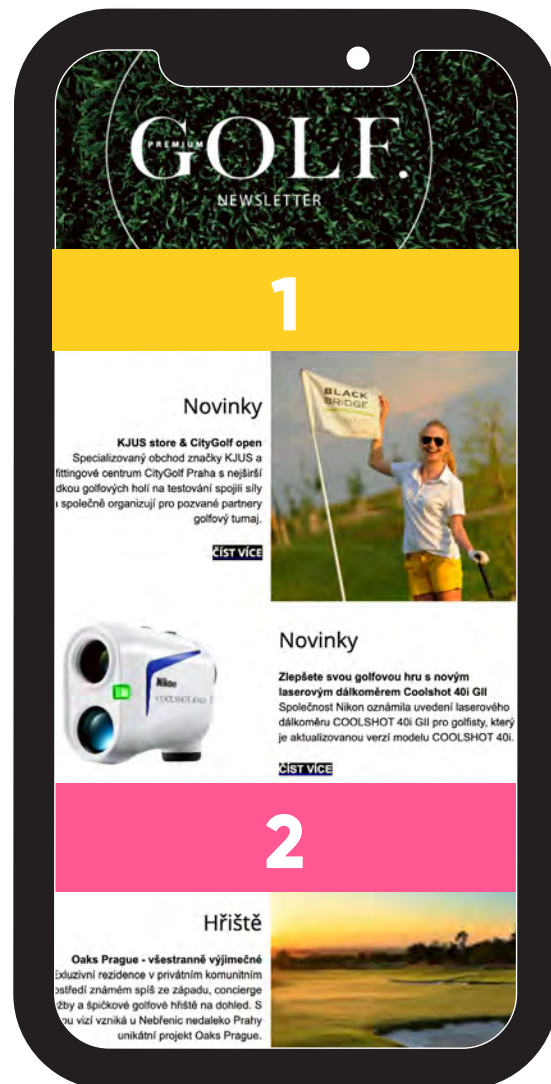 PREMIUM
GOLF.
NEWSLETTER
1
BLACK
BRIDGE
Novinky
KJUS store & CityGolf open
Specializovaný obchod značky KJUS a
fittingové centrum CityGolf Praha s nejširší
dkou golfových holí na testování spojili síly
a společně organizují pro pozvané partnery
golfový turnaj.
ČÍST VÍCE
Nikon
COOLSHOT
Novinky
Zlepšete svou golfovou hru s novým
laserovým dálkoměrem Coolshot 40i GII
Společnost Nikon oznámila uvedení laserového
dálkoměru COOLSHOT 40i GII pro golfisty, který
je aktualizovanou verzí modelu COOLSHOT 40i.
ČÍST VÍCE
2
Hřiště
Oaks Prague - všestranně výjimečné
Exluzivní rezidence v privátním komunitním
ostředí známém spíš ze západu, concierge
žby a špičkové golfové hřiště na dohled. S
ou vizí vzniká u Nebřenic nedaleko Prahy
unikátní projekt Oaks Prague.